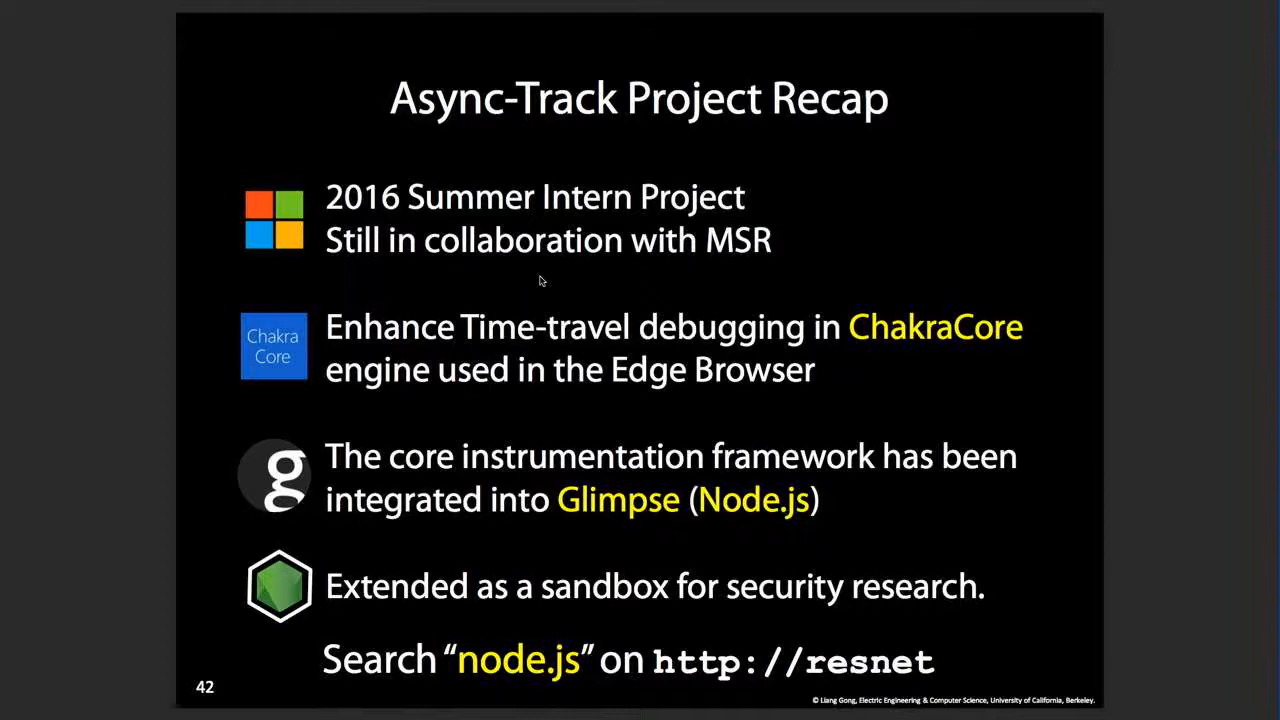 Async-Track Project Recap
2016 Summer Intern Project
Still in collaboration with MSR
Chakra
Core
Enhance Time-travel debugging in ChakraCore
engine used in the Edge Browser
g
The core instrumentation framework has been
integrated into Glimpse (Node.js)
Extended as a sandbox for security research.
Search “node.js” on http://resnet
42
© Liang Gong, Electric Engineering & Computer Science, University of California, Berkeley.